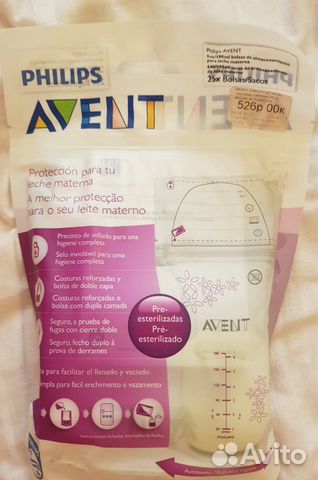 PHILIPS
AVENT
Philips AVENT
25x Bolsas/Sacos
526р 00к
Protección para tu
leche materna
A melhor protecção
para o seu leite materno
Precinto de sellado para una
higiene completa
Selo inviolável para uma
higiene completa
Costuras reforzadas y
bolsa de doble capa
Costuras reforçadas e
bolsa com dupla camada
Seguro, a prueba de
fugas con cierre doble
Seguro, fecho duplo à
prova de derrames
para facilitar el llenado y vaciado
para fácil enchimento e vazamento
Pre-
esterilizadas
Pré-
esterilizado
AVENT
PHILIPS
Avito